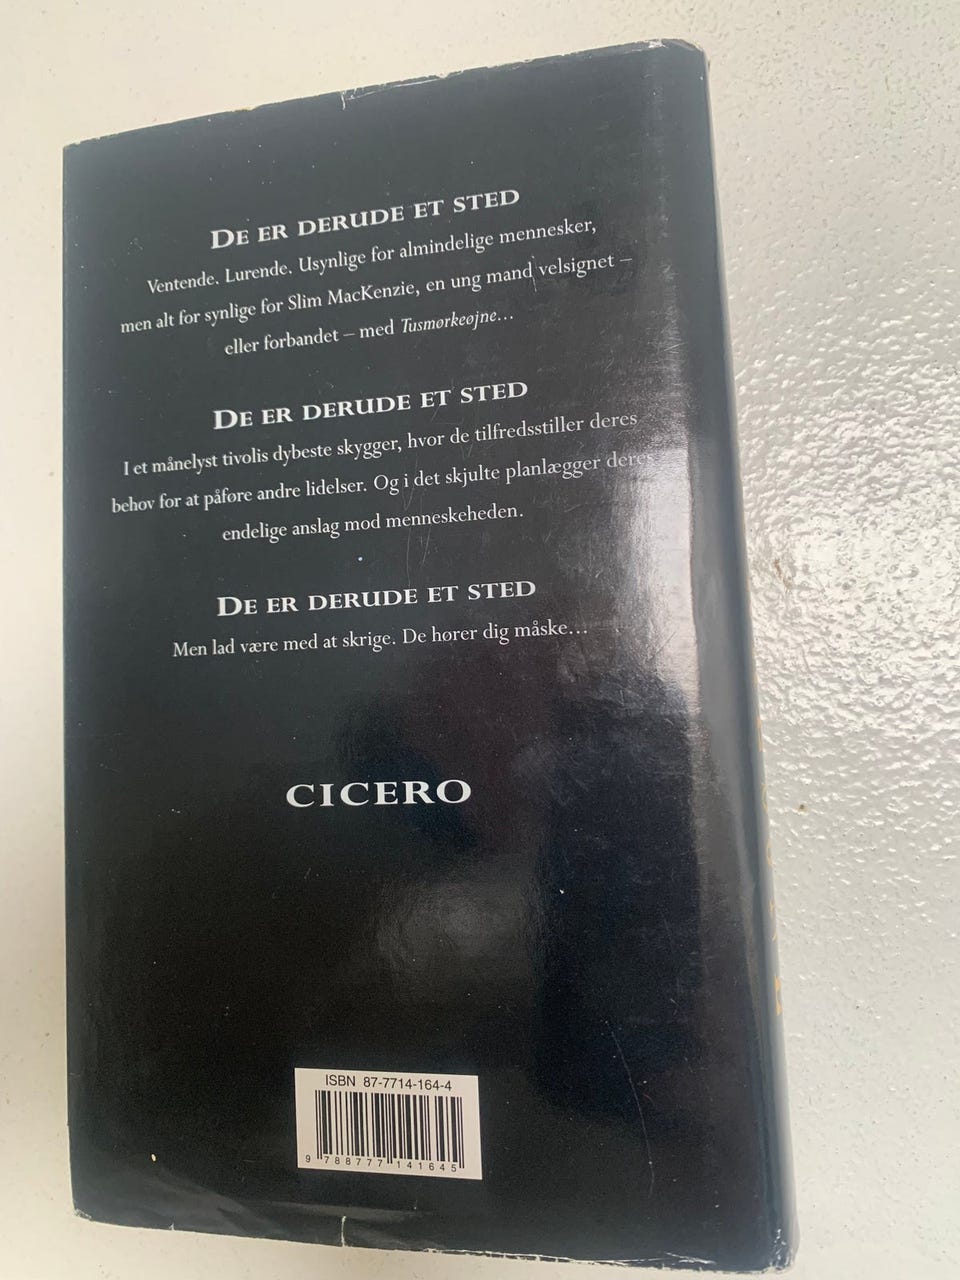 DE ER DERUDE ET STED
Ventende. Lurende. Usynlige for almindelige mennesker,
men alt for synlige for Slim MacKenzie, en ung mand velsignet –
eller forbandet – med Tusmørkeøjne...
DE ER DERUDE ET STED
I et månelyst tivolis dybeste skygger, hvor de tilfredsstiller deres
behov for at påføre andre lidelser. Og i det skjulte planlægger deres
endelige anslag mod menneskeheden.
DE ER DERUDE ET STED
Men lad være med at skrige. De hører dig måske...
CICERO
ISBN 87-7714-164-4
9 788777 141645